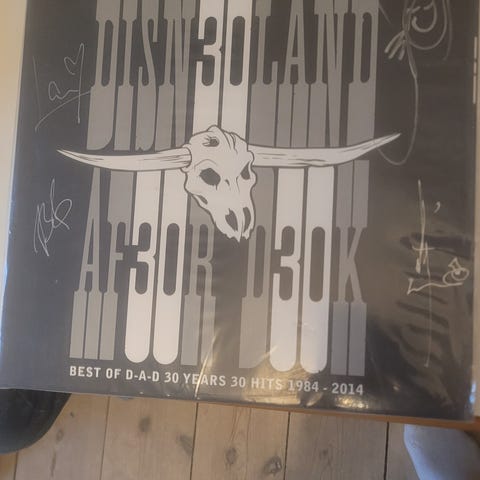 DISN30LAND
AF30R D30K
BEST OF D-A-D 30 YEARS 30 HITS 1984 - 2014